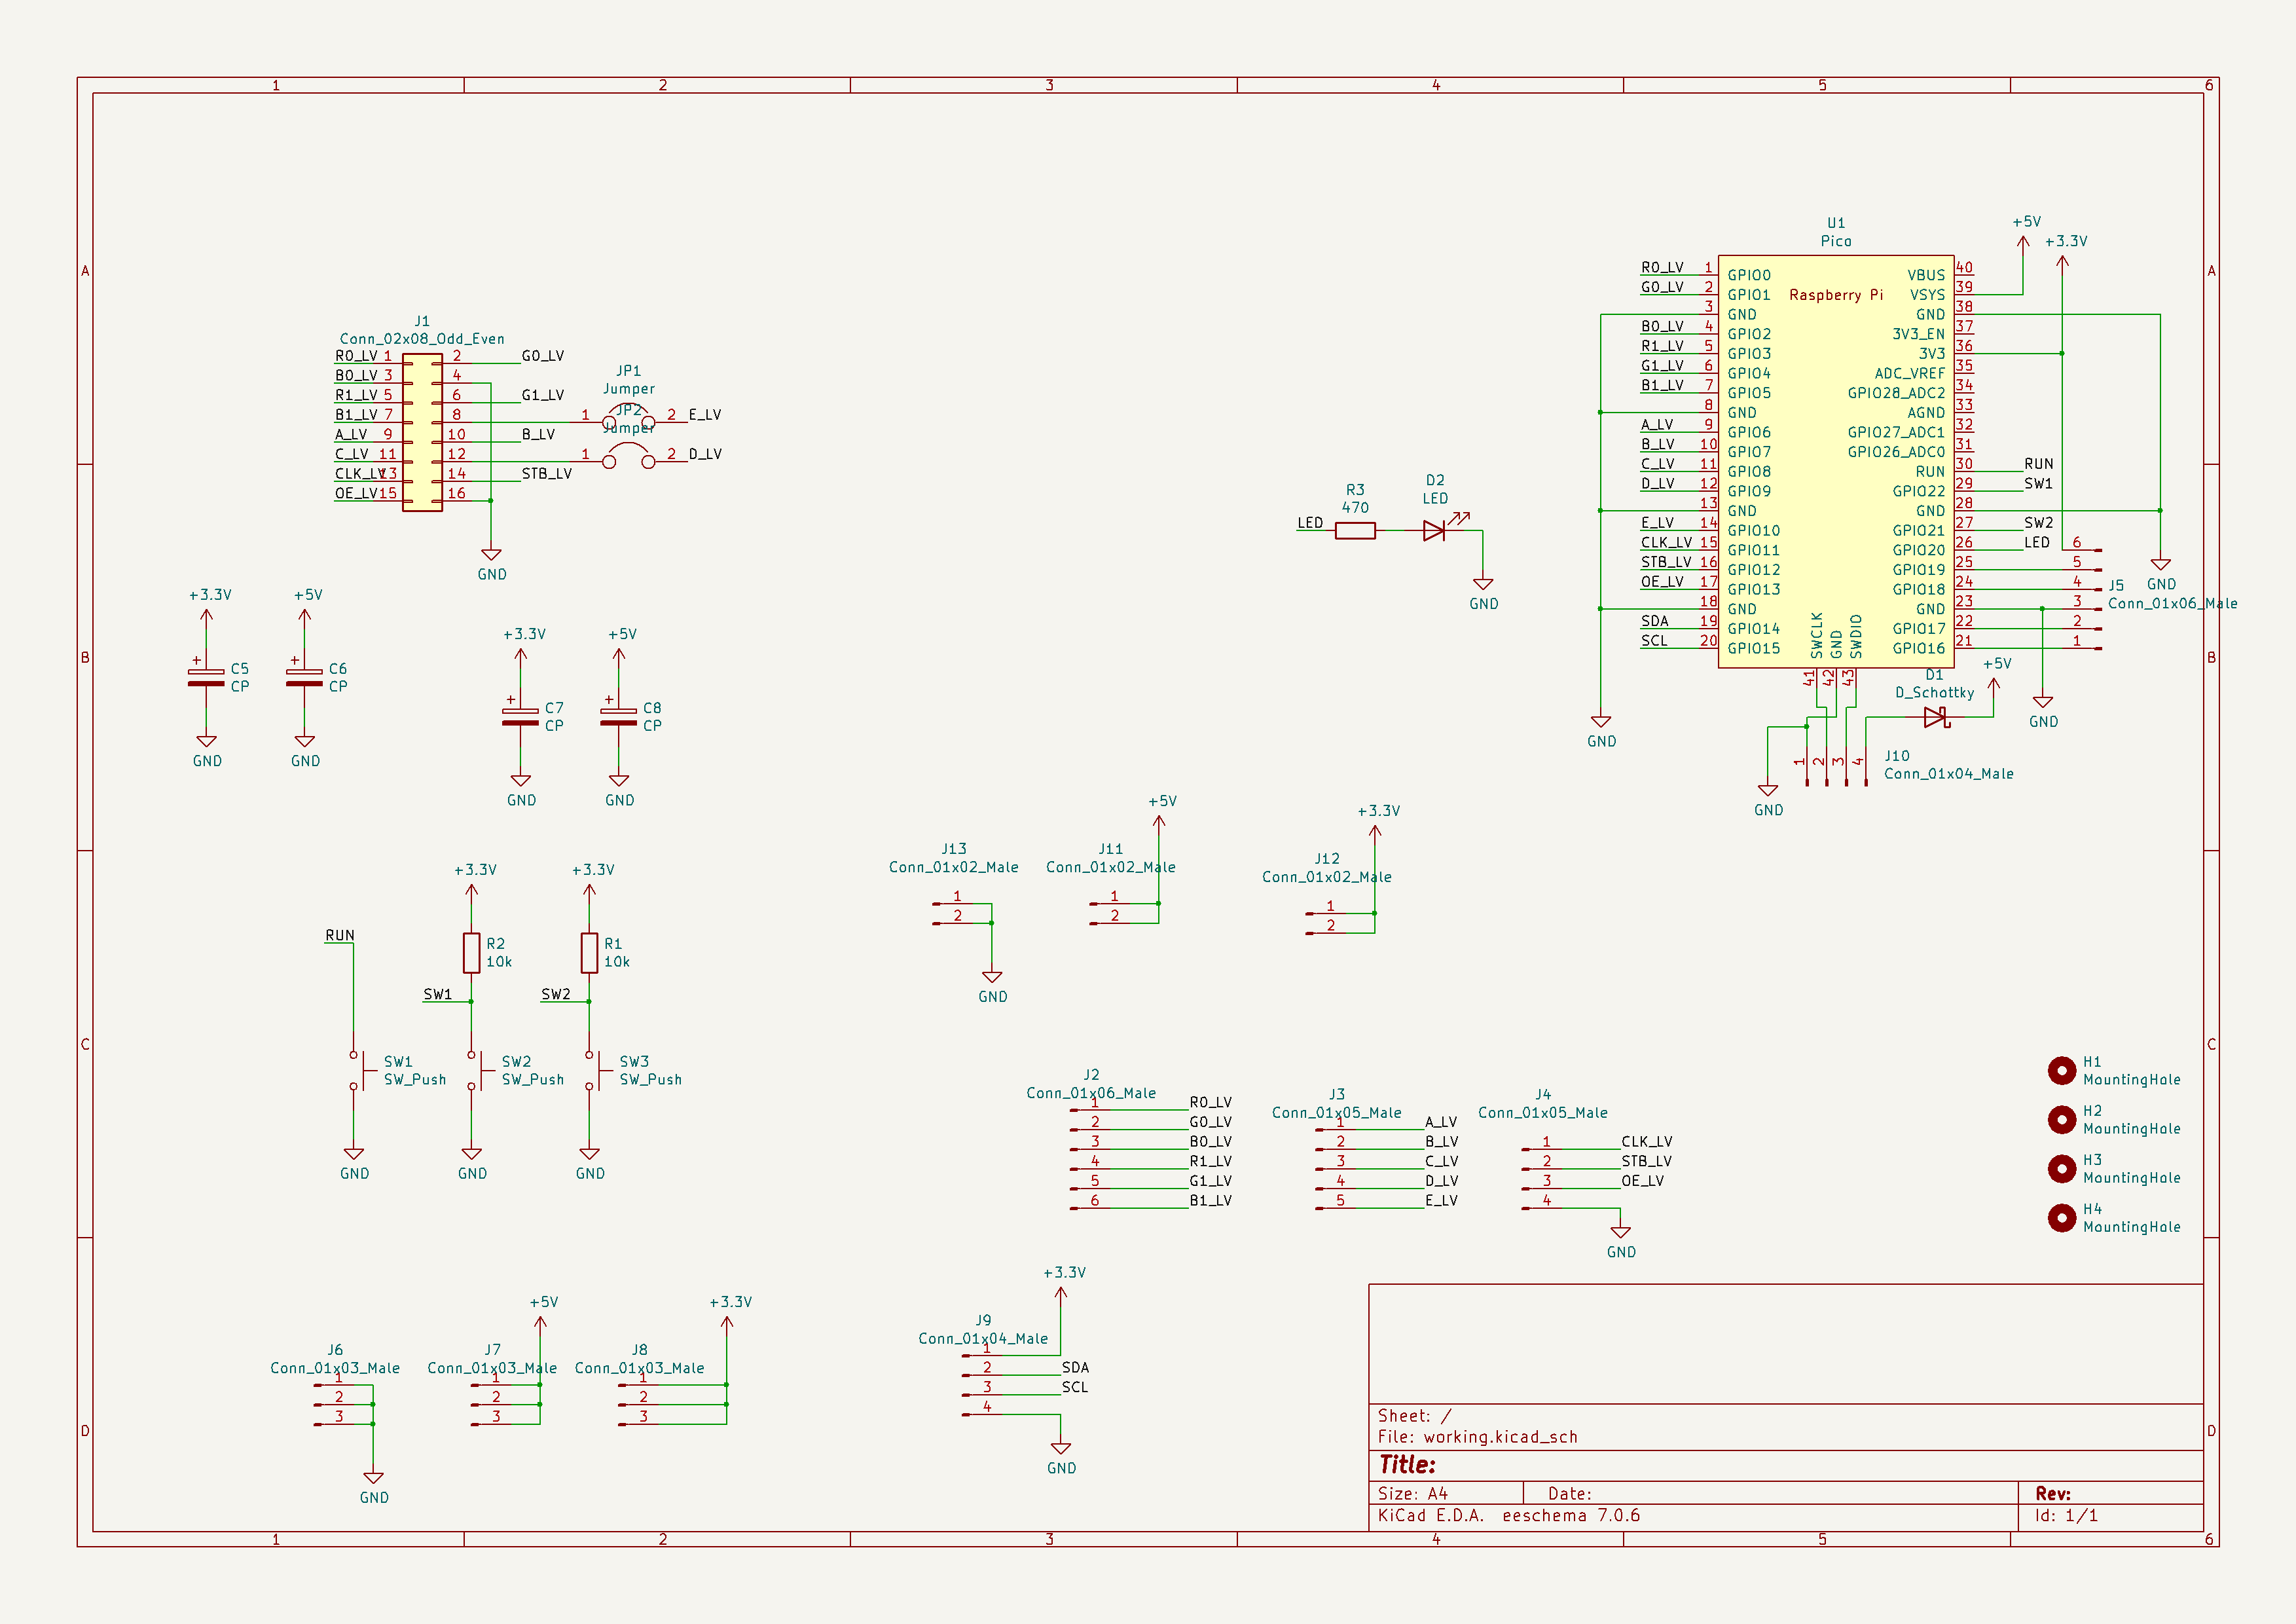 1 2 3 4 5 6
A
B
C
D
A
B
C
D
1 2 3 4 5 6
J1
Conn_02x08_Odd_Even
R0_LV 1 2 G0_LV
B0_LV 3 4
R1_LV 5 6 G1_LV
B1_LV 7 8
A_LV 9 10 B_LV
C_LV 11 12
CLK_LV 13 14 STB_LV
OE_LV 15 16
GND
JP1
Jumper
1 2 E_LV
JP2
Jumper
1 2 D_LV
U1
Pico
Raspberry Pi
R0_LV 1 GPIO0
G0_LV 2 GPIO1
3 GND
B0_LV 4 GPIO2
R1_LV 5 GPIO3
G1_LV 6 GPIO4
B1_LV 7 GPIO5
8 GND
A_LV 9 GPIO6
B_LV 10 GPIO7
C_LV 11 GPIO8
D_LV 12 GPIO9
13 GND
E_LV 14 GPIO10
CLK_LV 15 GPIO11
STB_LV 16 GPIO12
OE_LV 17 GPIO13
18 GND
SDA 19 GPIO14
SCL 20 GPIO15
GND
+5V
+3.3V
VBUS 40
VSYS 39
GND 38
3V3_EN 37
3V3 36
ADC_VREF 35
GPIO28_ADC2 34
AGND 33
GPIO27_ADC1 32
GPIO26_ADC0 31
RUN 30 RUN
GPIO22 29 SW1
GND 28
GPIO21 27 SW2
GPIO20 26 LED
GPIO19 25
GPIO18 24
GND 23
GPIO17 22
GPIO16 21
6
5
4
3
2
1
J5
Conn_01x06_Male
GND
GND
SWCLK
GND
SWDIO
41
42
43
D1
D_Schottky
+5V
1
2
3
4
J10
Conn_01x04_Male
GND
LED
R3
470
D2
LED
GND
+3.3V
C5
CP
GND
+5V
C6
CP
GND
+3.3V
C7
CP
GND
+5V
C8
CP
GND
RUN
SW1
SW_Push
GND
+3.3V
R2
10k
SW1
SW2
SW_Push
GND
+3.3V
R1
10k
SW2
SW3
SW_Push
GND
J13
Conn_01x02_Male
1
2
GND
+5V
J11
Conn_01x02_Male
1
2
+3.3V
J12
Conn_01x02_Male
1
2
J2
Conn_01x06_Male
1 R0_LV
2 G0_LV
3 B0_LV
4 R1_LV
5 G1_LV
6 B1_LV
J3
Conn_01x05_Male
1 A_LV
2 B_LV
3 C_LV
4 D_LV
5 E_LV
J4
Conn_01x05_Male
1 CLK_LV
2 STB_LV
3 OE_LV
4
GND
H1
MountingHole
H2
MountingHole
H3
MountingHole
H4
MountingHole
J6
Conn_01x03_Male
1
2
3
GND
+5V
J7
Conn_01x03_Male
1
2
3
+3.3V
J8
Conn_01x03_Male
1
2
3
+3.3V
J9
Conn_01x04_Male
1
2 SDA
3 SCL
4
GND
Sheet: /
File: working.kicad_sch
Title:
Size: A4 Date: Rev:
KiCad E.D.A. eeschema 7.0.6 Id: 1/1